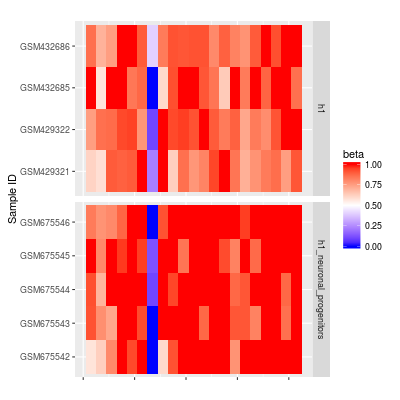 GSM432686
GSM432685
GSM429322
GSM429321
h1
GSM675546
GSM675545
GSM675544
GSM675543
GSM675542
h1_neuronal_progenitors
Sample ID
beta
1.00
0.75
0.50
0.25
0.00